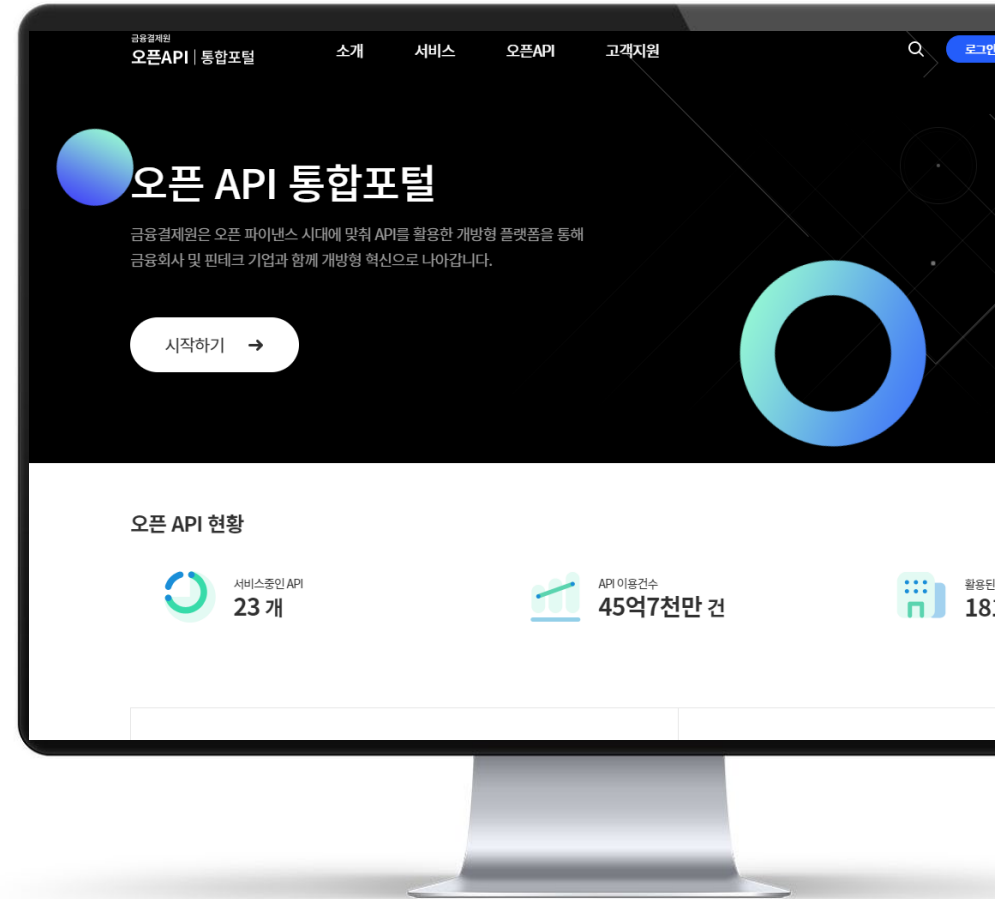 금융결제원
오픈API | 통합포털
소개 서비스 오픈API 고객지원
오픈 API 통합포털
금융결제원은 오픈 파이낸스 시대에 맞춰 API를 활용한 개방형 플랫폼을 통해
금융회사 및 핀테크 기업과 함께 개방형 혁신으로 나아갑니다.
시작하기
오픈 API 현황
서비스중인 API
23 개
API 이용건수
45억7천만 건
활용된